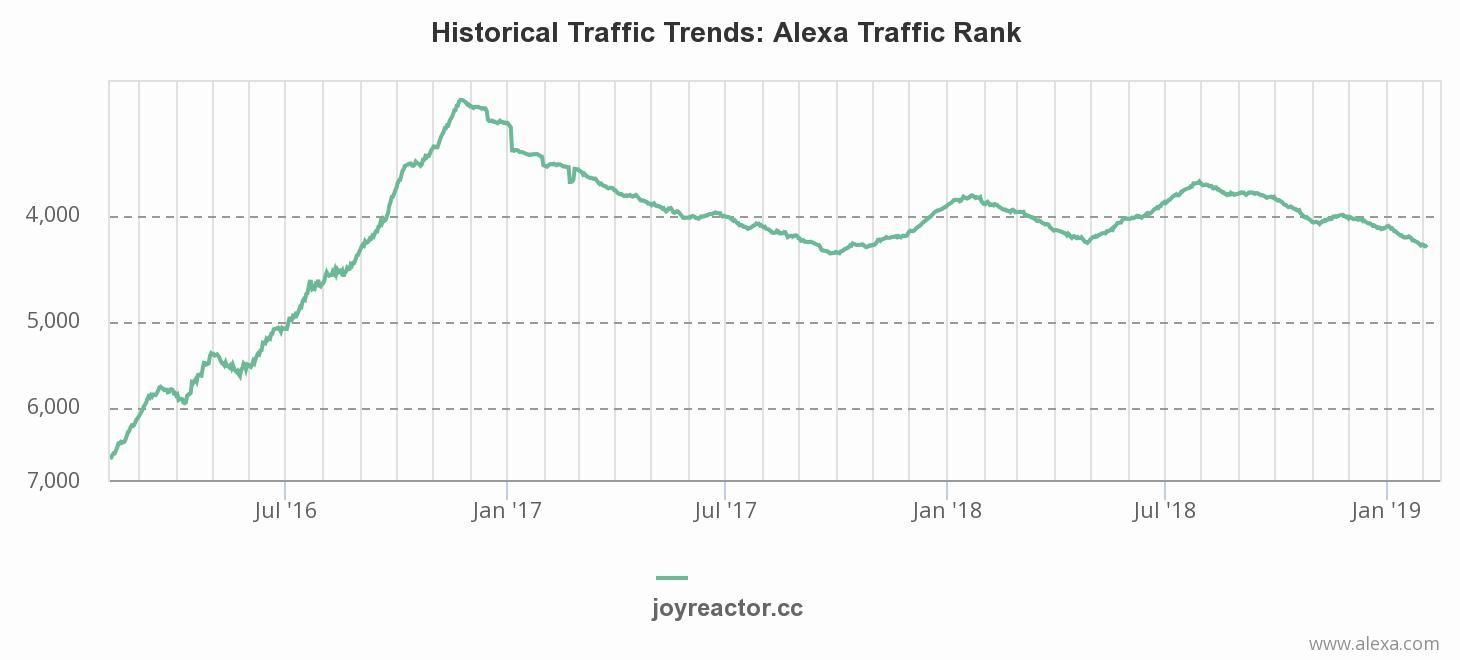 Historical Traffic Trends: Alexa Traffic Rank
4,000
5,000
6,000
7,000
Jul '16 Jan '17 Jul '17 Jan '18 Jul '18 Jan '19
joyreactor.cc
www.alexa.com